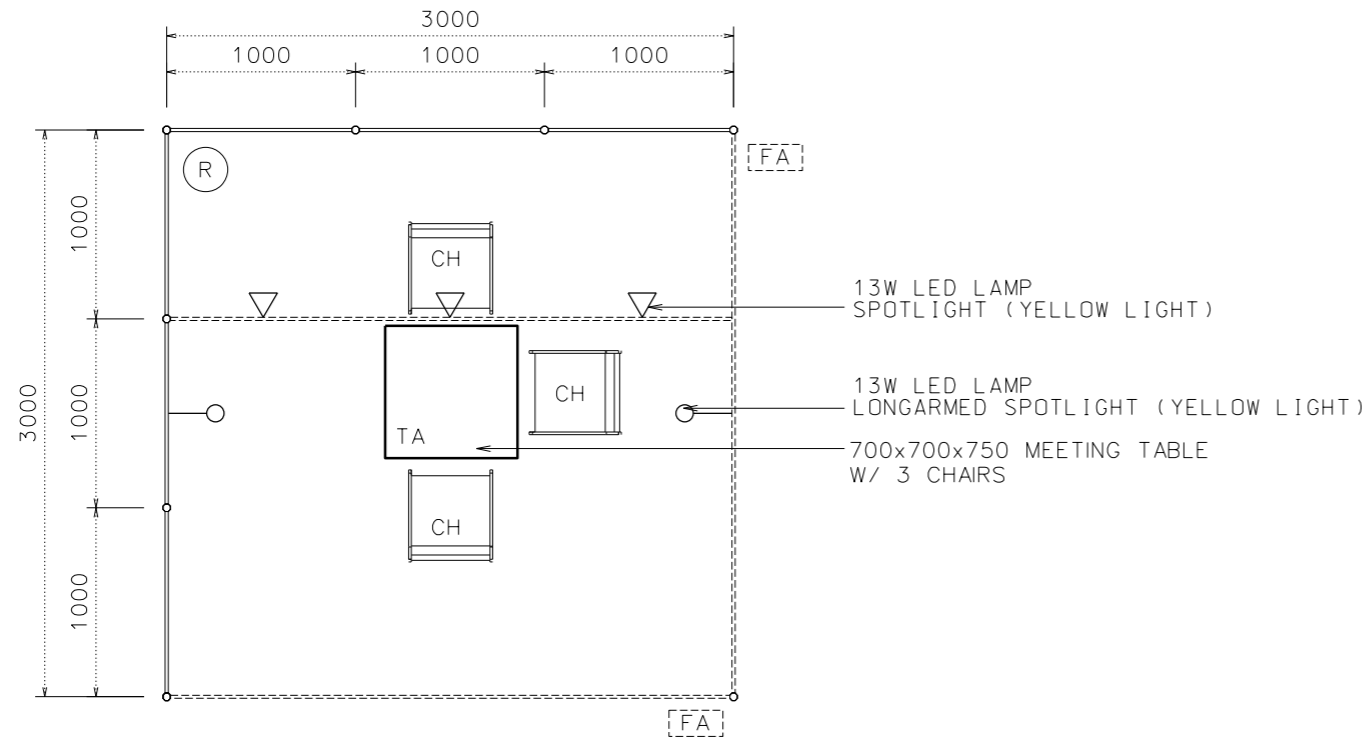 3000
1000 1000 1000
FA
R
1000
CH
13W LED LAMP
SPOTLIGHT (YELLOW LIGHT)
3000
1000
CH
13W LED LAMP
LONGARMED SPOTLIGHT (YELLOW LIGHT)
TA
700x700x750 MEETING TABLE
W/ 3 CHAIRS
CH
1000
FA